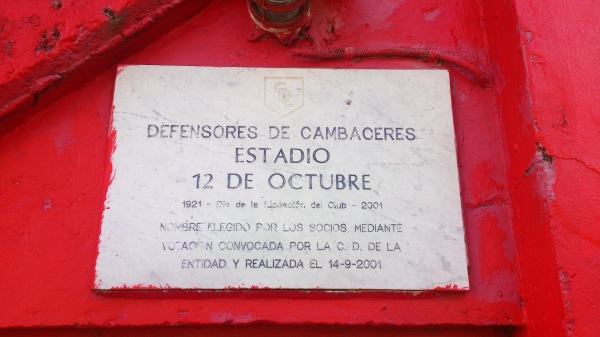 DEFENSORES DE CAMBACERES
ESTADIO
12 DE OCTUBRE
1921 - Dia de la fundación del Club - 2001
NOMBRE ELEGIDO POR LOS SOCIOS, MEDIANTE
VOTACIÓN CONVOCADA POR LA C. D. DE LA
ENTIDAD Y REALIZADA EL 14-9-2001